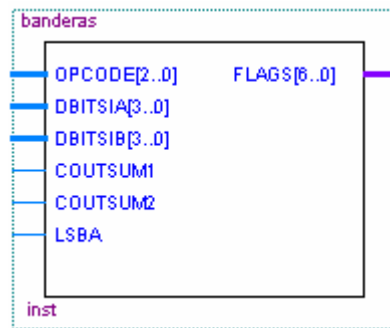 banderas
OPCODE[2..0] FLAGS[6..0]
DBITSIA[3..0]
DBITSIB[3..0]
COUTSUM1
COUTSUM2
LSBA
inst